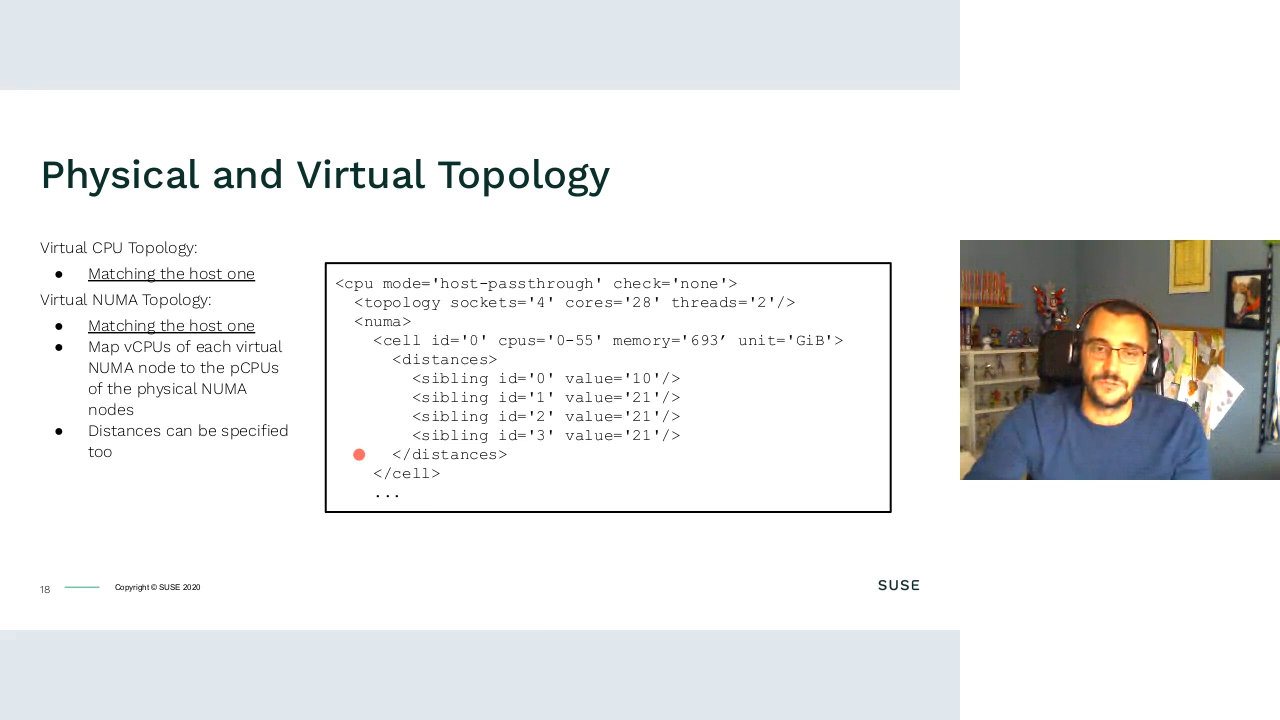 Physical and Virtual Topology
Virtual CPU Topology:
● Matching the host one
Virtual NUMA Topology:
● Matching the host one
● Map vCPUs of each virtual
NUMA node to the pCPUs
of the physical NUMA
nodes
● Distances can be specified
too
<cpu mode='host-passthrough' check='none'>
  <topology sockets='4' cores='28' threads='2'/>
  <numa>
    <cell id='0' cpus='0-55' memory='693’ unit='GiB'>
      <distances>
        <sibling id='0' value='10'/>
        <sibling id='1' value='21'/>
        <sibling id='2' value='21'/>
        <sibling id='3' value='21'/>
      </distances>
    </cell>
    ...
18
Copyright © SUSE 2020
SUSE